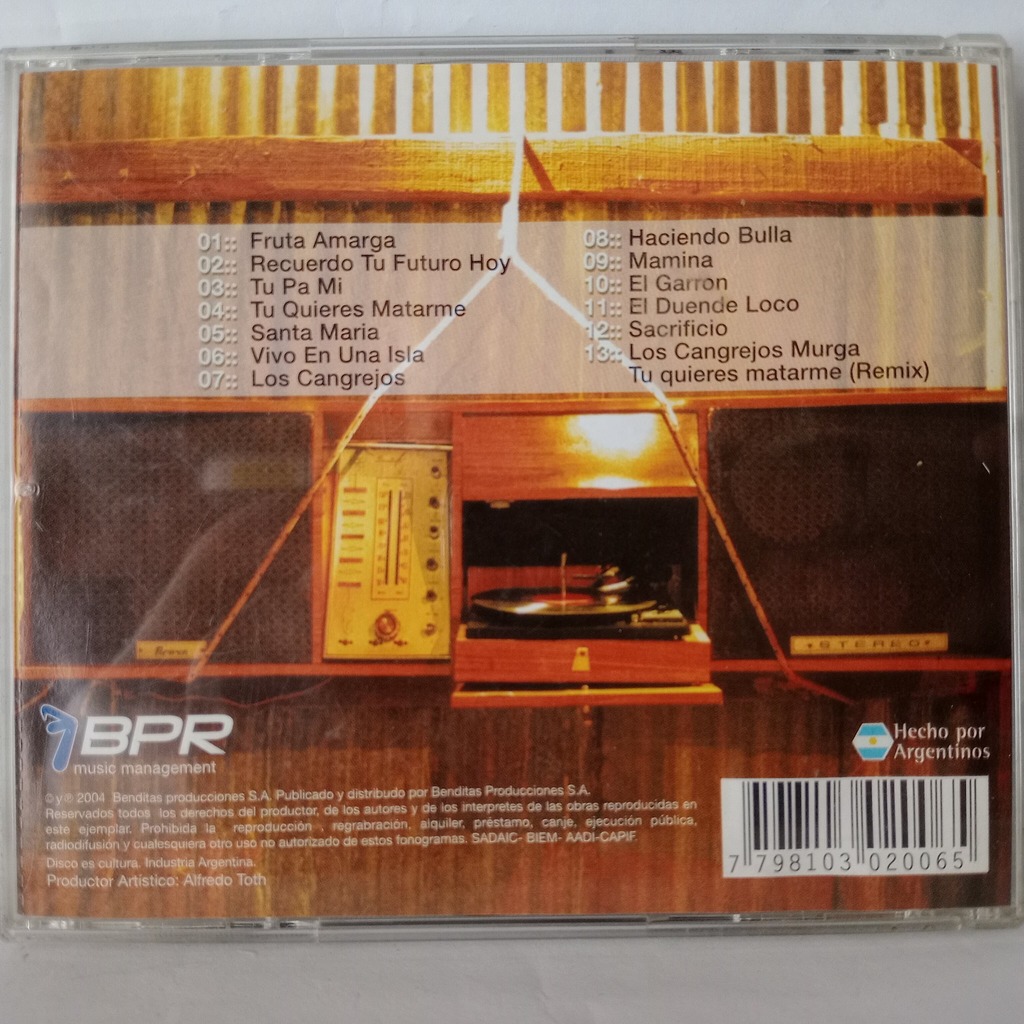 01:: Fruta Amarga
02:: Recuerdo Tu Futuro Hoy
03:: Tu Pa Mi
04:: Tu Quieres Matarme
05:: Santa Maria
06:: Vivo En Una Isla
07:: Los Cangrejos
08:: Haciendo Bulla
09:: Mamina
10:: El Garron
11:: El Duende Loco
12:: Sacrificio
13:: Los Cangrejos Murga
Tu quieres matarme (Remix)
STEREO
BPR
music management
Hecho por
Argentinos
© y ℗ 2004 Benditas producciones S.A. Publicado y distribudo por Benditas Producciones S.A.
Reservados todos los derechos del productor, de los autores y de los interpretes de las obras reproducidas en
este ejemplar. Prohibida la reproducción , regrabración, alquiler, préstamo, canje, ejecución pública,
radiodifusión y cualesquiera otro uso no autorizado de estos fonogramas. SADAIC- BIEM- AADI-CAPIF.
Disco es cultura. Industria Argentina.
Productor Artistico: Alfredo Toth
7 798103 020065